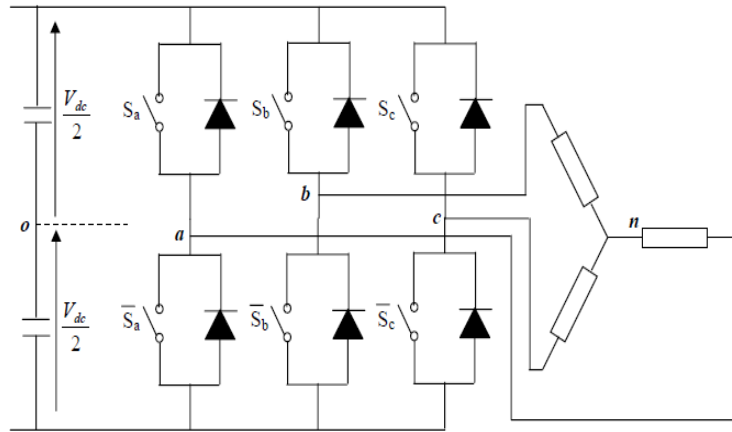 V_dc/2
S_a
S_b
S_c
b
o
a
c
n
V_dc/2
S̅_a
S̅_b
S̅_c